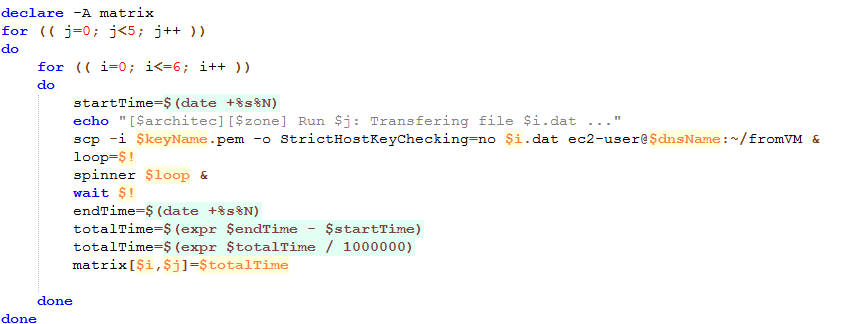 declare -A matrix
for (( j=0; j<5; j++ ))
do
for (( i=0; i<=6; i++ ))
do
startTime=$(date +%s%N)
echo "[$architec][$zone] Run $j: Transfering file $i.dat ..."
scp -i $keyName.pem -o StrictHostKeyChecking=no $i.dat ec2-user@$dnsName:~/fromVM &
loop=$!
spinner $loop &
wait $!
endTime=$(date +%s%N)
totalTime=$(expr $endTime - $startTime)
totalTime=$(expr $totalTime / 1000000)
matrix[$i,$j]=$totalTime
done
done